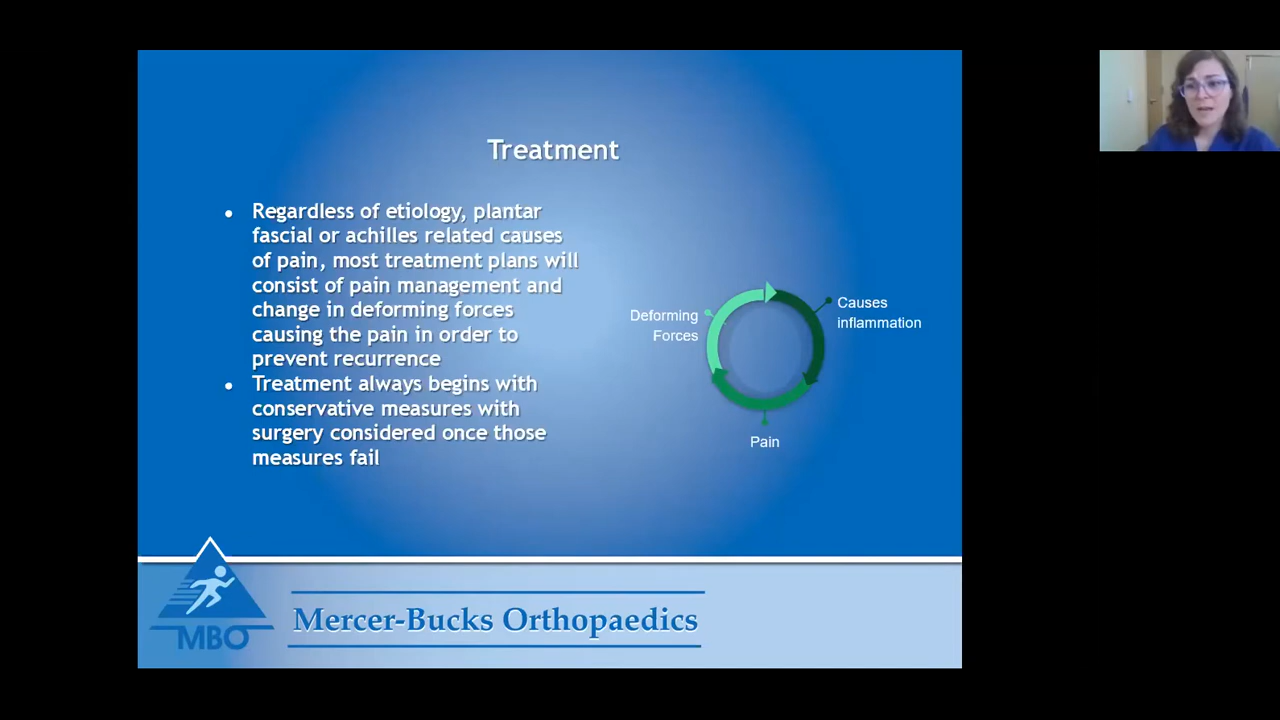 Treatment
● Regardless of etiology, plantar
fascial or achilles related causes
of pain, most treatment plans will
consist of pain management and
change in deforming forces
causing the pain in order to
prevent recurrence
● Treatment always begins with
conservative measures with
surgery considered once those
measures fail
Deforming
Forces
Causes
inflammation
Pain
MBO
Mercer-Bucks Orthopaedics